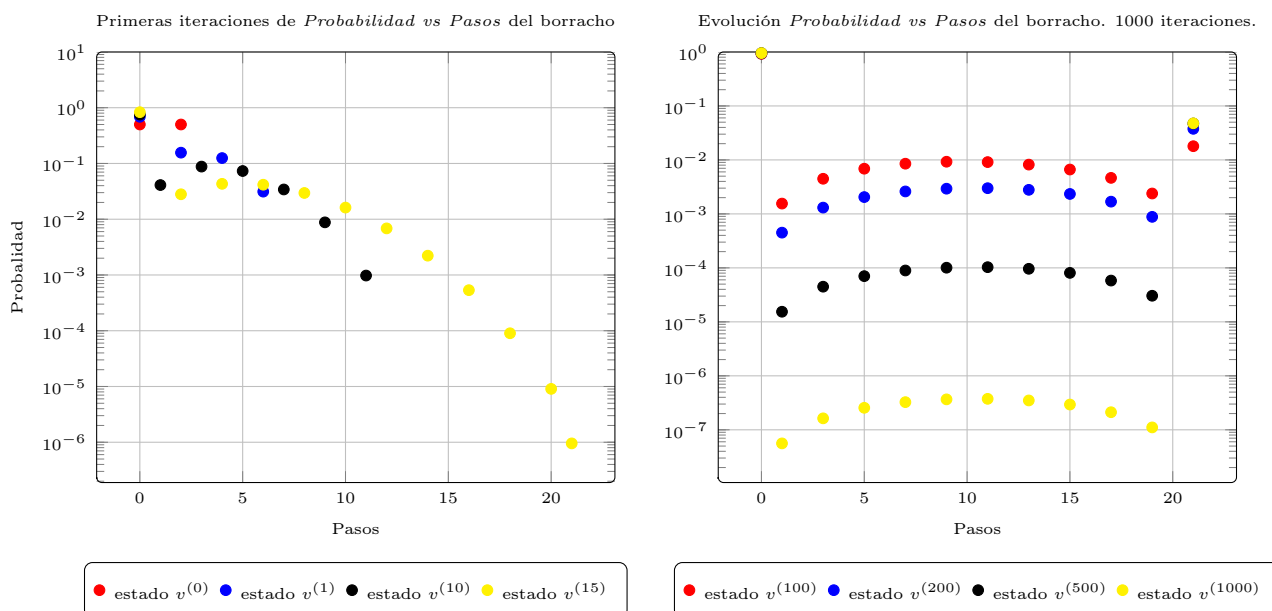 Primeras iteraciones de Probabilidad vs Pasos del borracho
10^1
10^0
10^−1
10^−2
10^−3
10^−4
10^−5
10^−6
Probalidad
0 5 10 15 20
Pasos
estado v^(0) estado v^(1) estado v^(10) estado v^(15)
Evolución Probabilidad vs Pasos del borracho. 1000 iteraciones.
10^0
10^−1
10^−2
10^−3
10^−4
10^−5
10^−6
10^−7
0 5 10 15 20
Pasos
estado v^(100) estado v^(200) estado v^(500) estado v^(1000)